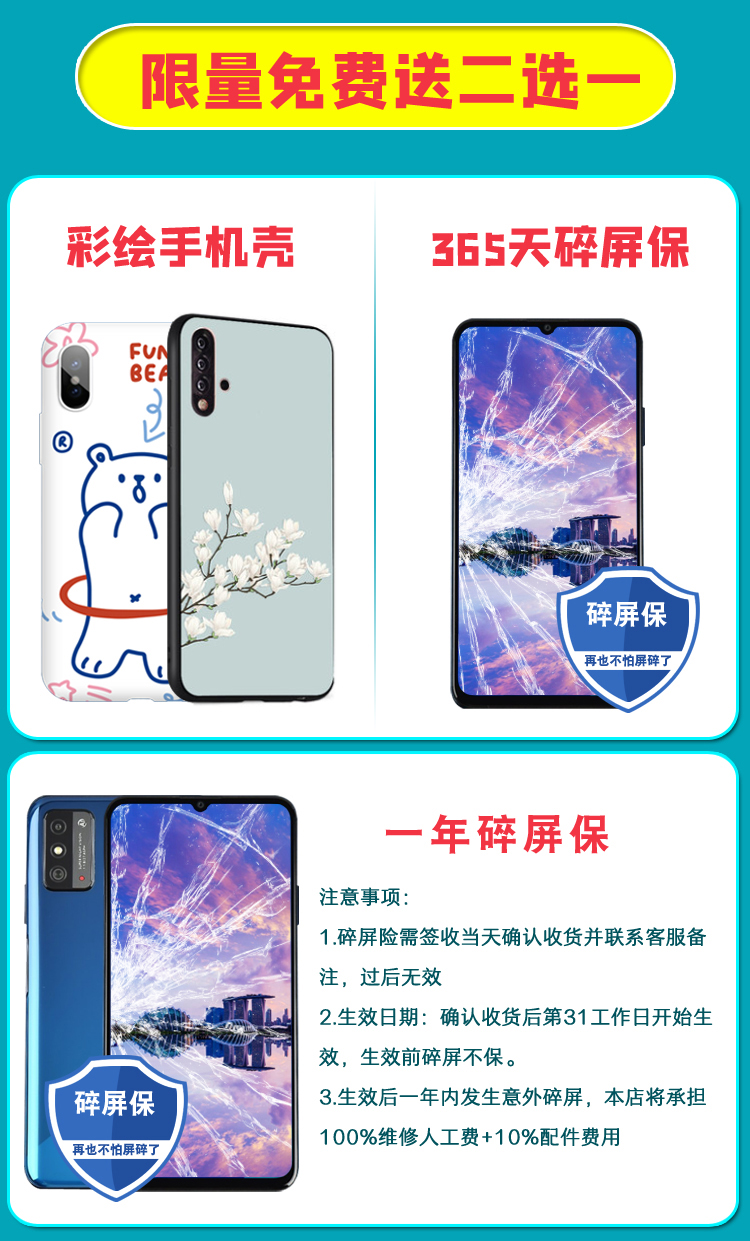 限量免费送二选一
彩绘手机壳
365天碎屏保
FUN
BEA
®
碎屏保
再也不怕屏碎了
一年碎屏保
注意事项：
1.碎屏险需签收当天确认收货并联系客服备
注，过后无效
2.生效日期：确认收货后第31工作日开始生
效，生效前碎屏不保。
3.生效后一年内发生意外碎屏，本店将承担
100%维修人工费+10%配件费用
碎屏保
再也不怕屏碎了